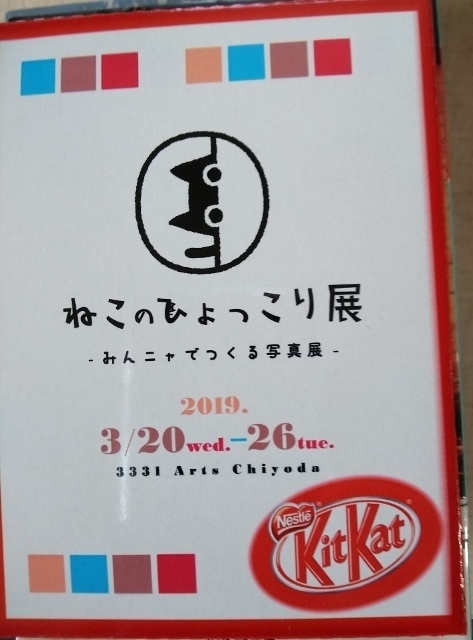 ねこのひょっこり展
-みんニャでつくる写真展-
2019.
3/20wed.-26tue.
3331 Arts Chiyoda
Nestlé
KitKat